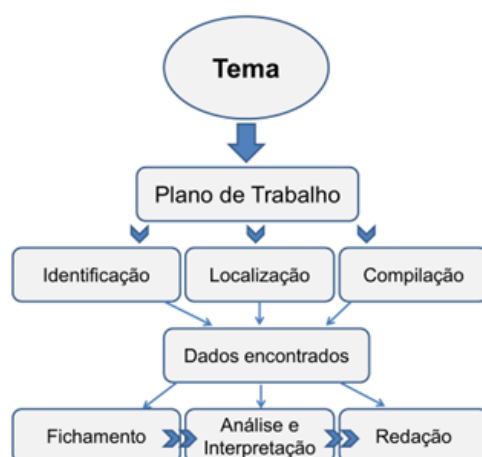 Tema
Plano de Trabalho
Identificação
Localização
Compilação
Dados encontrados
Fichamento
Análise e
Interpretação
Redação